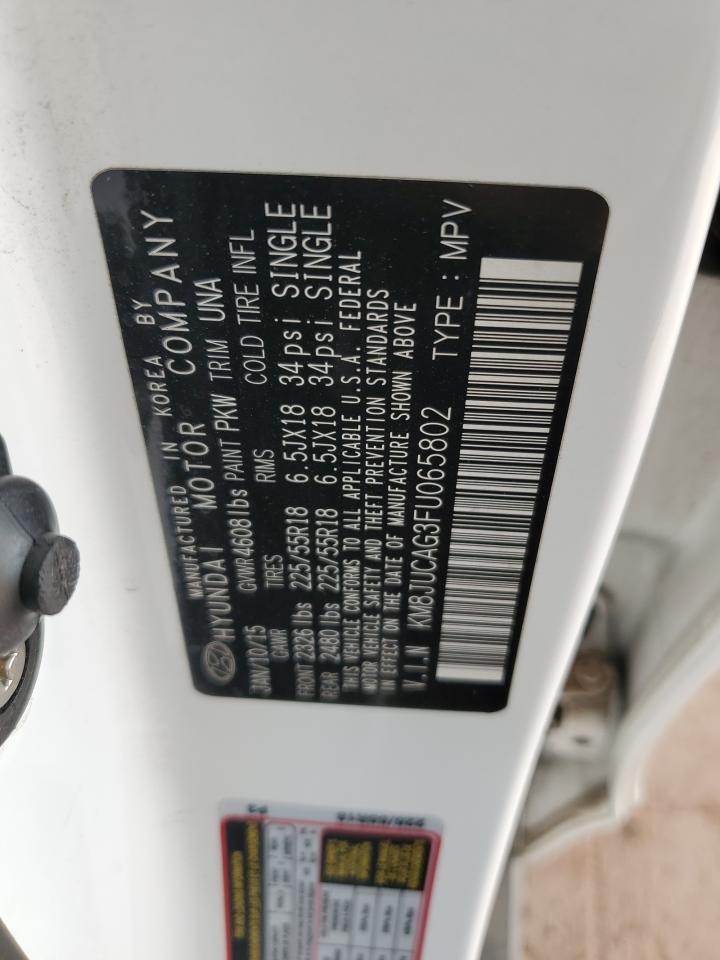 MANUFACTURED IN KOREA BY
HYUNDAI MOTOR COMPANY
JAN/10/15 GVWR 4608 lbs PAINT PKW TRIM UNA
GWR TIRES RIMS COLD TIRE INFL
FRONT 2326 lbs 225/55R18 6.5JX18 34psi SINGLE
REAR 2480 lbs 225/55R18 6.5JX18 34psi SINGLE
THIS VEHICLE CONFORMS TO ALL APPLICABLE U.S.A. FEDERAL
MOTOR VEHICLE SAFETY AND THEFT PREVENTION STANDARDS
IN EFFECT ON THE DATE OF MANUFACTURE SHOWN ABOVE
V.I.N KM8JUCAG3FU065802 TYPE : MPV